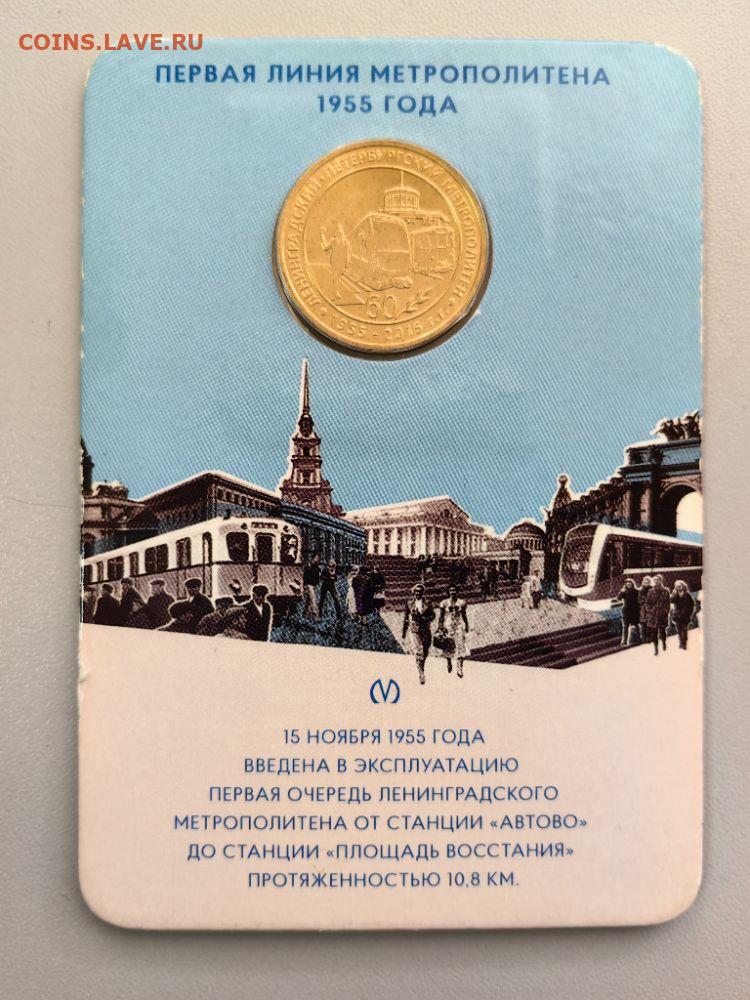 COINS.LAVE.RU
ПЕРВАЯ ЛИНИЯ МЕТРОПОЛИТЕНА
1955 ГОДА
ЛЕНИНГРАДСКИЙ · ПЕТЕРБУРГСКИЙ МЕТРОПОЛИТЕН
60
1955 - 2015 г.г.
15 НОЯБРЯ 1955 ГОДА
ВВЕДЕНА В ЭКСПЛУАТАЦИЮ
ПЕРВАЯ ОЧЕРЕДЬ ЛЕНИНГРАДСКОГО
МЕТРОПОЛИТЕНА ОТ СТАНЦИИ «АВТОВО»
ДО СТАНЦИИ «ПЛОЩАДЬ ВОССТАНИЯ»
ПРОТЯЖЕННОСТЬЮ 10,8 КМ.